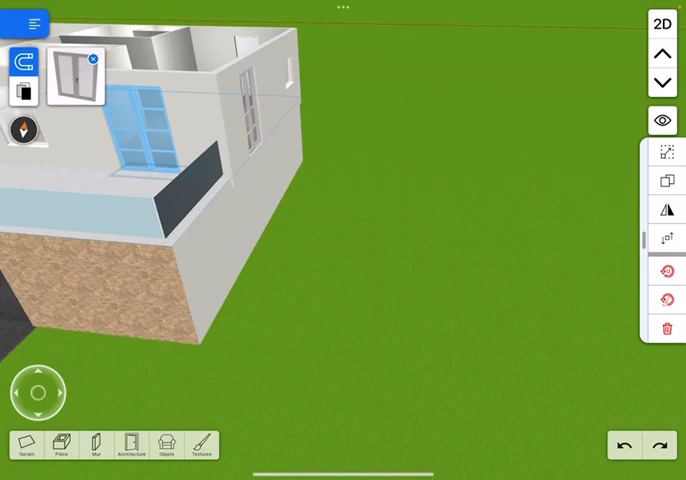 2D
Terrain
Pièce
Mur
Architecture
Objets
Textures